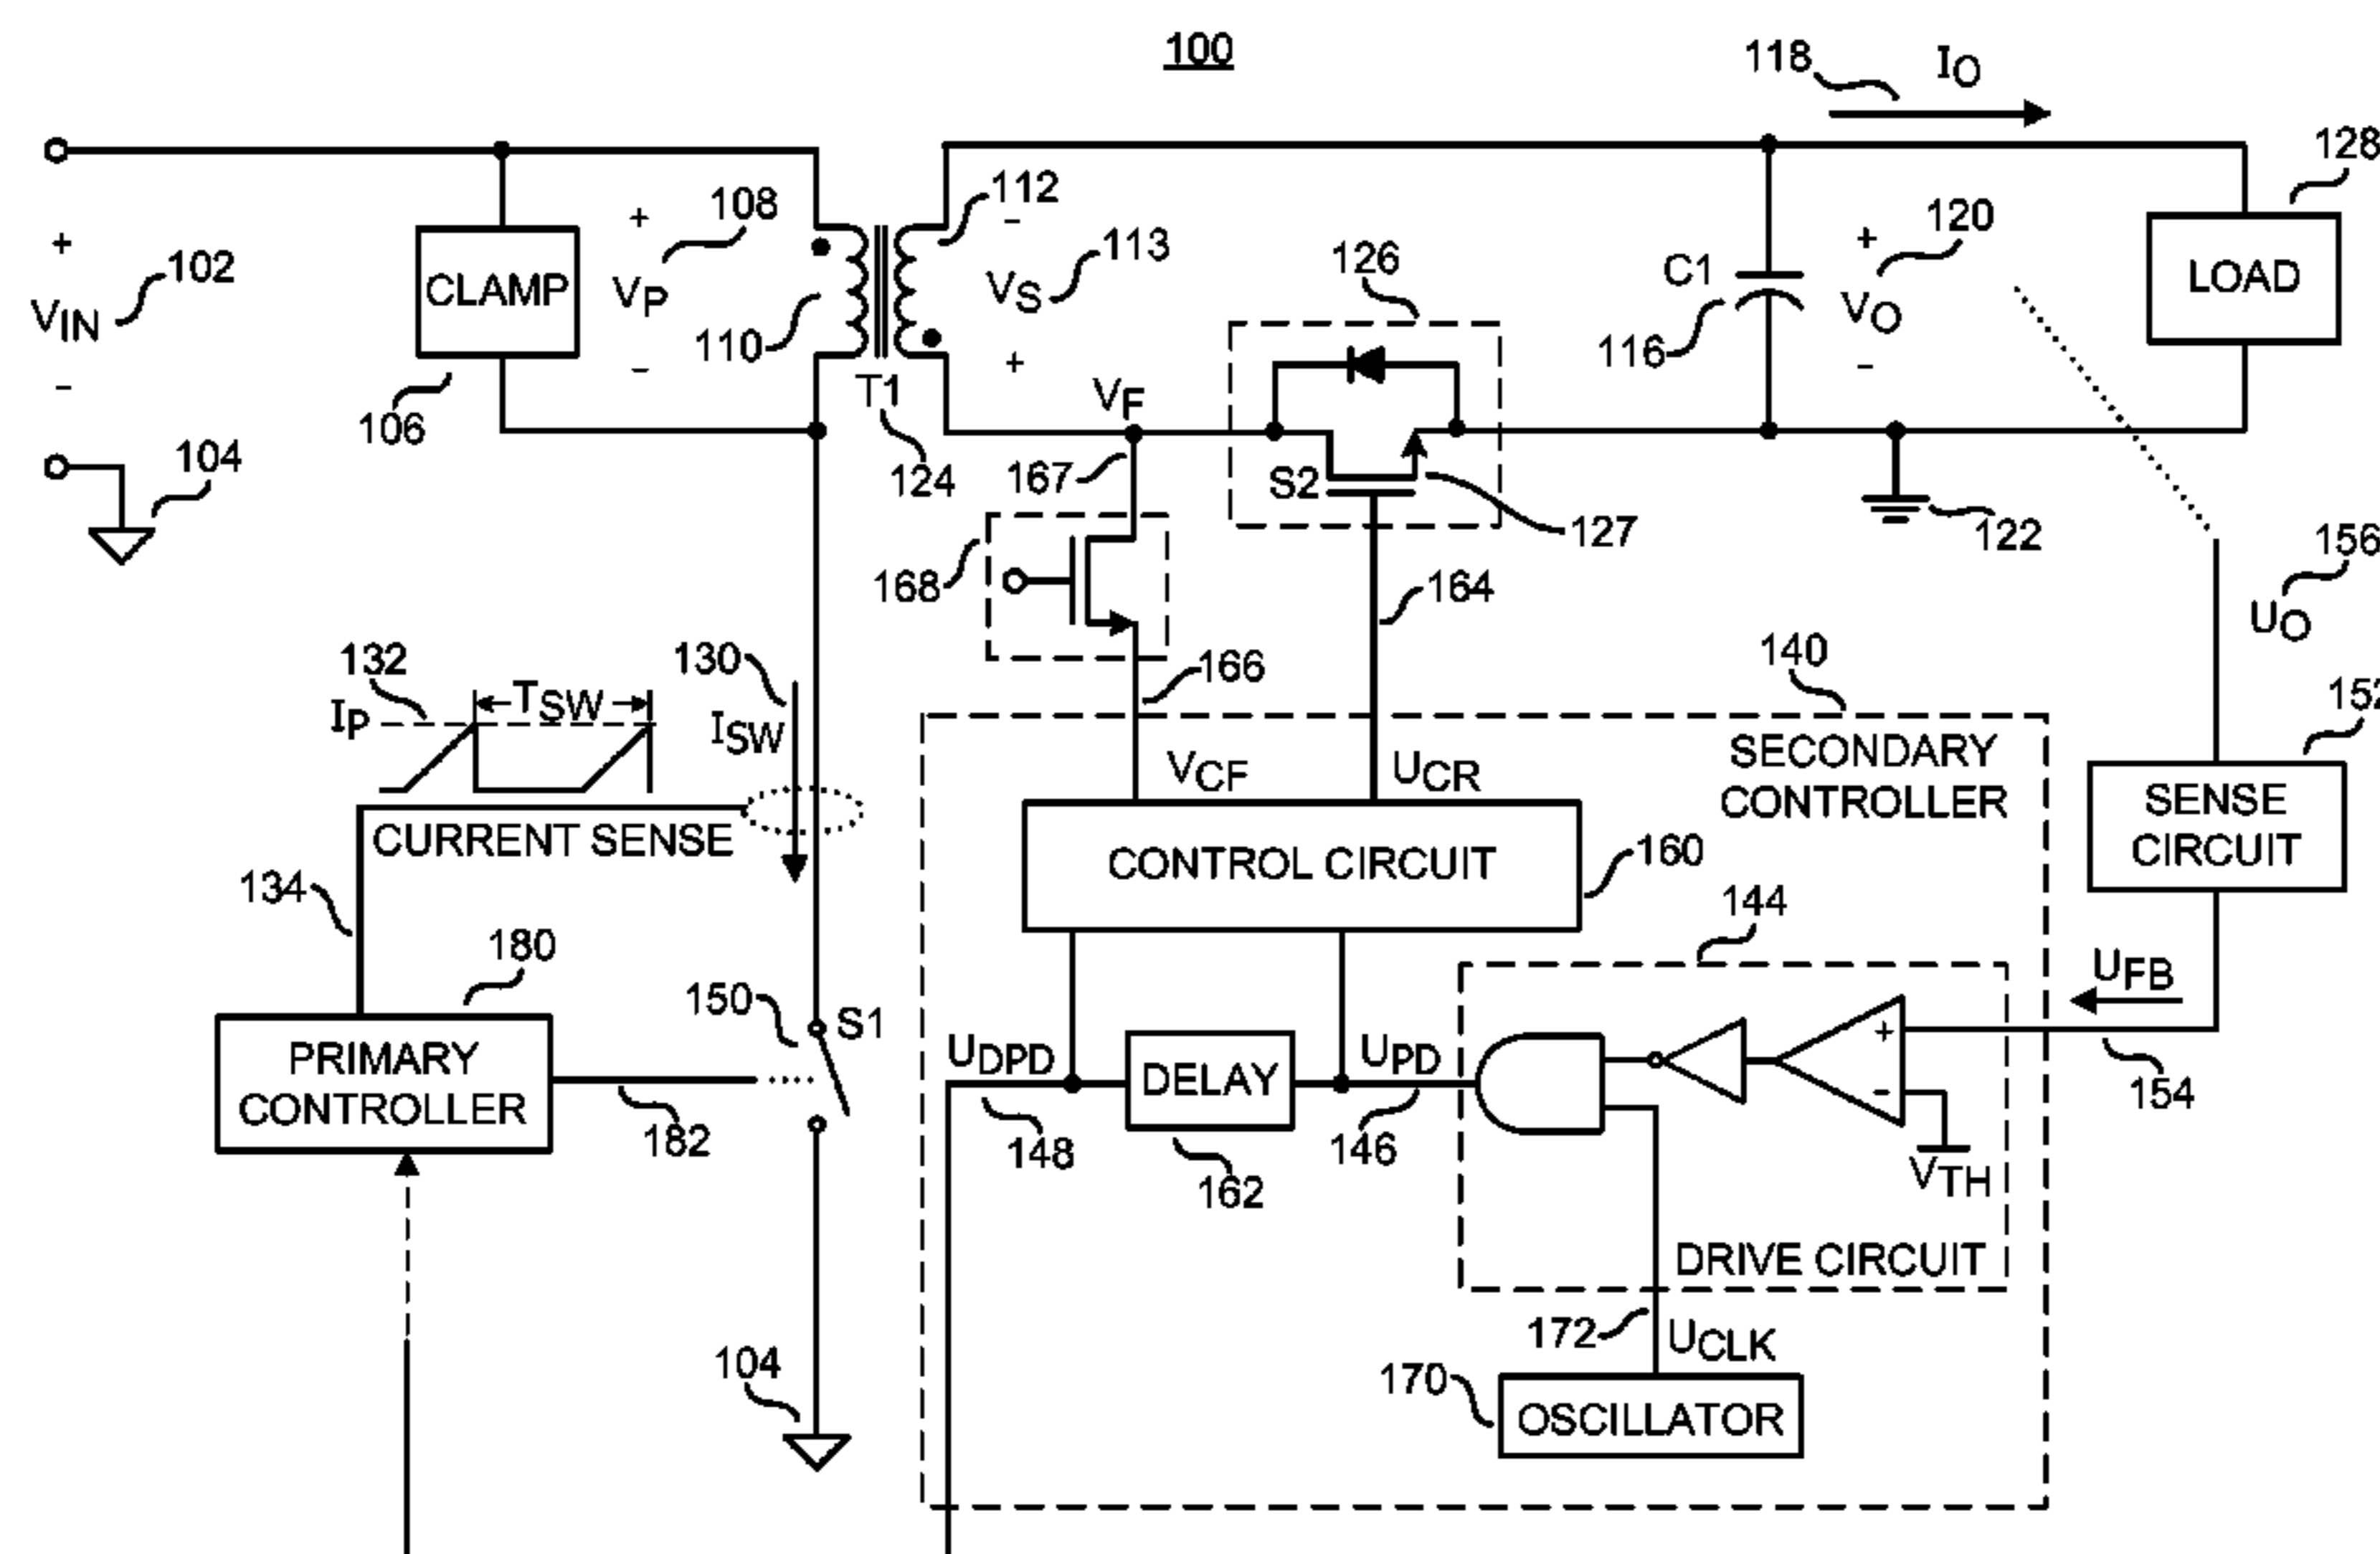 100
118
IO
128
112
108
+
−
+
120
102
113
126
+
CLAMP
VP
VS
C1
VO
LOAD
VIN
110
116
−
+
−
−
T1
VF
106
104
124
167
S2
127
122
156
168
164
UO
132
130
166
140
152
IP
TSW
ISW
VCF
UCR
SECONDARY
CONTROLLER
SENSE
CIRCUIT
CURRENT SENSE
CONTROL CIRCUIT
160
134
144
180
UFB
150
S1
+
PRIMARY
CONTROLLER
UDPD
DELAY
UPD
−
154
182
148
146
162
VTH
DRIVE CIRCUIT
172
UCLK
104
170
OSCILLATOR